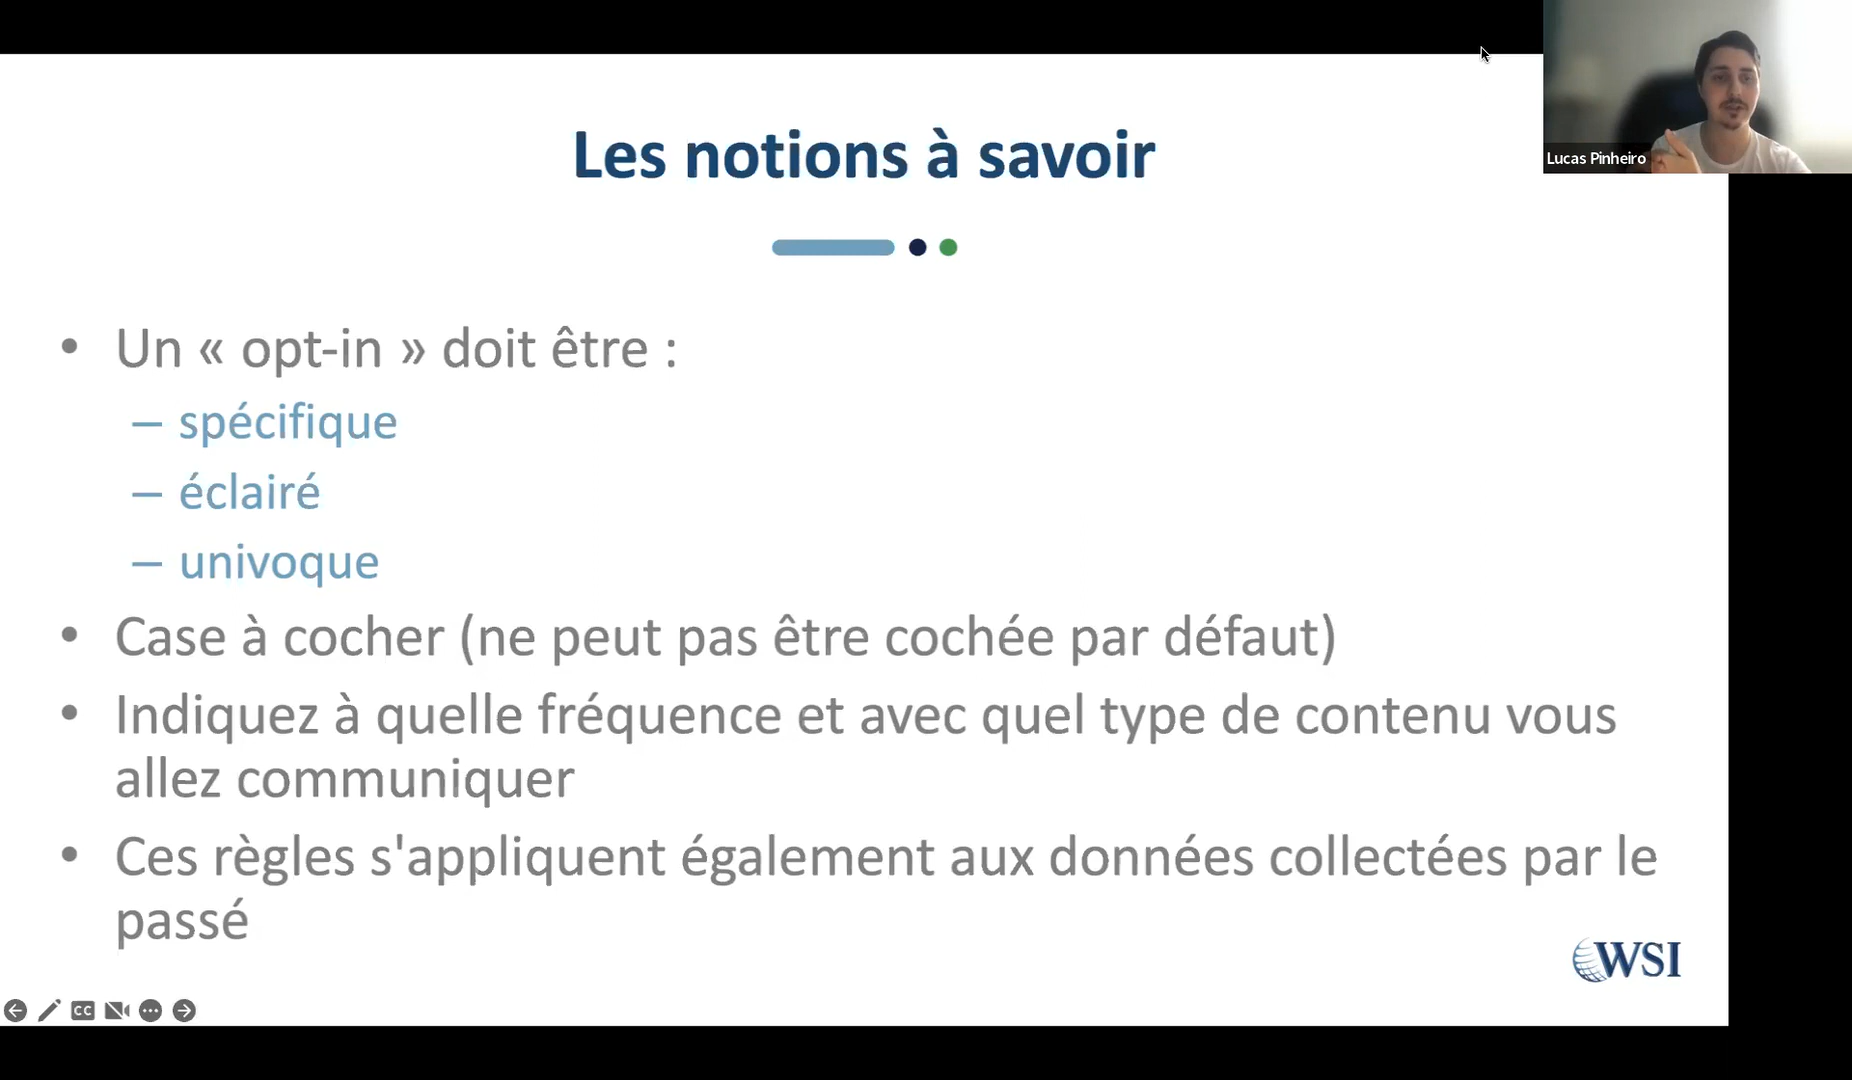 Lucas Pinheiro
Les notions à savoir
• Un « opt-in » doit être :
– spécifique
– éclairé
– univoque
• Case à cocher (ne peut pas être cochée par défaut)
• Indiquez à quelle fréquence et avec quel type de contenu vous
allez communiquer
• Ces règles s'appliquent également aux données collectées par le
passé
WSI
CC